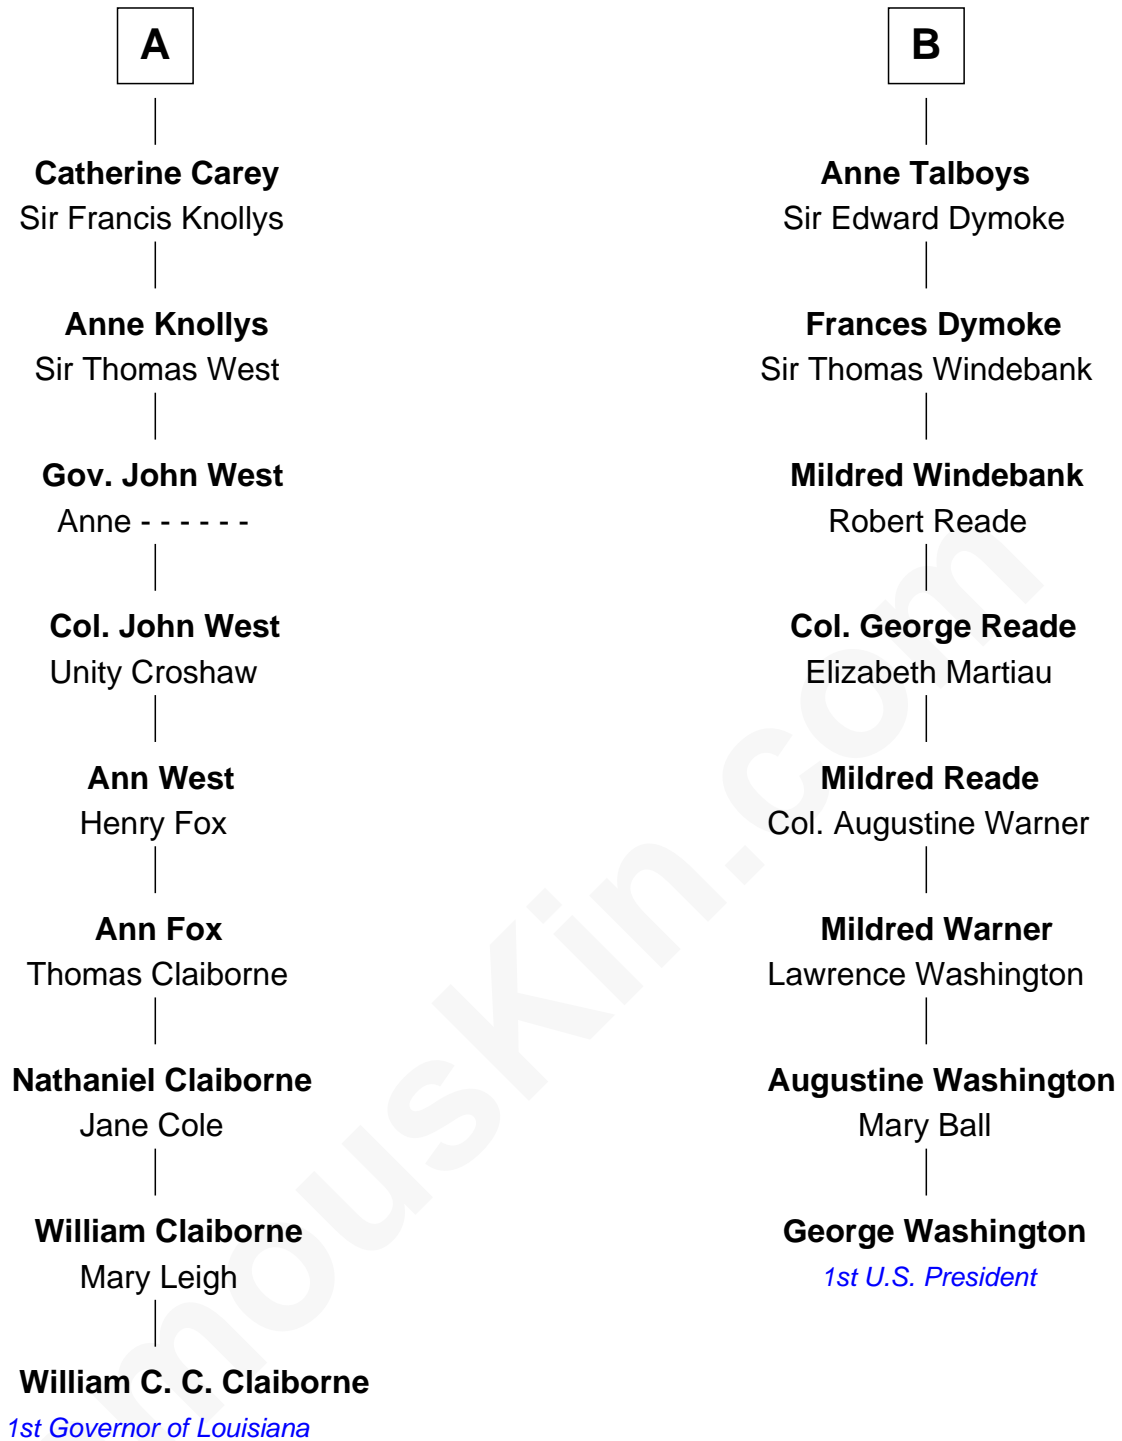 A
Catherine Carey
Sir Francis Knollys
Anne Knollys
Sir Thomas West
Gov. John West
Anne - - - - - -
Col. John West
Unity Croshaw
Ann West
Henry Fox
Ann Fox
Thomas Claiborne
Nathaniel Claiborne
Jane Cole
William Claiborne
Mary Leigh
William C. C. Claiborne
1st Governor of Louisiana
B
Anne Talboys
Sir Edward Dymoke
Frances Dymoke
Sir Thomas Windebank
Mildred Windebank
Robert Reade
Col. George Reade
Elizabeth Martiau
Mildred Reade
Col. Augustine Warner
Mildred Warner
Lawrence Washington
Augustine Washington
Mary Ball
George Washington
1st U.S. President
mousKin.com